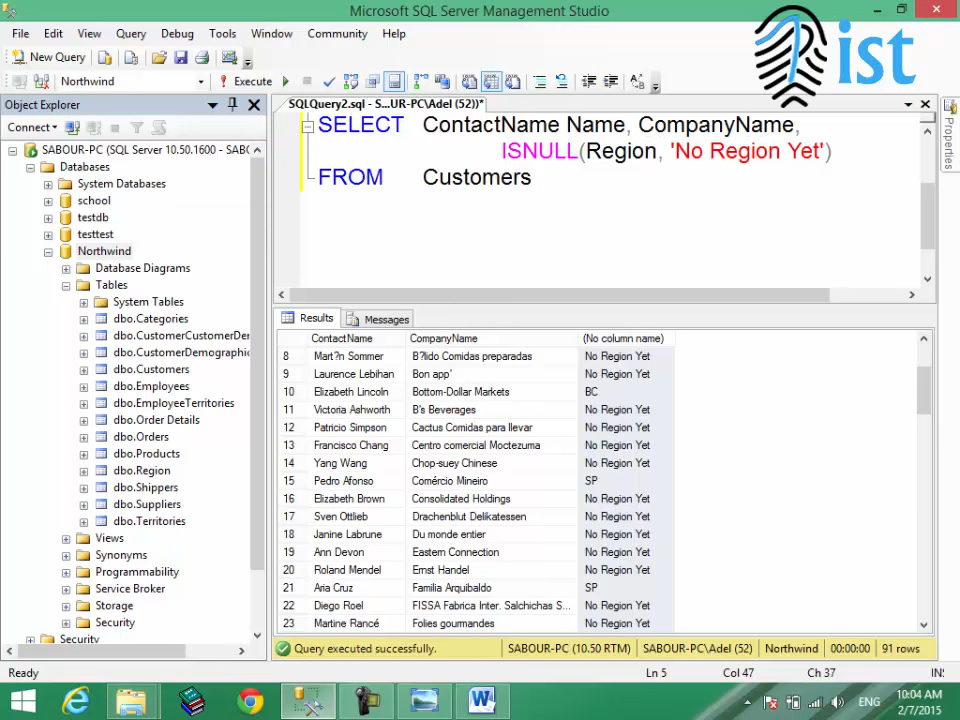 Microsoft SQL Server Management Studio
File Edit View Query Debug Tools Window Community Help
ist
New Query
Northwind Execute
Object Explorer
SQLQuery2.sql - S...UR-PC\Adel (52))*
Connect
SABOUR-PC (SQL Server 10.50.1600 - SABO
Databases
System Databases
school
testdb
testtest
Northwind
Database Diagrams
Tables
System Tables
dbo.Categories
dbo.CustomerCustomerDer
dbo.CustomerDemographic
dbo.Customers
dbo.Employees
dbo.EmployeeTerritories
dbo.Order Details
dbo.Orders
dbo.Products
dbo.Region
dbo.Shippers
dbo.Suppliers
dbo.Territories
Views
Synonyms
Programmability
Service Broker
Storage
Security
Security
SELECT ContactName Name, CompanyName,
ISNULL(Region, 'No Region Yet')
FROM Customers
Properties
Results Messages
ContactName CompanyName (No column name)
8 Mart?n Sommer B?lido Comidas preparadas No Region Yet
9 Laurence Lebihan Bon app' No Region Yet
10 Elizabeth Lincoln Bottom-Dollar Markets BC
11 Victoria Ashworth B's Beverages No Region Yet
12 Patricio Simpson Cactus Comidas para llevar No Region Yet
13 Francisco Chang Centro comercial Moctezuma No Region Yet
14 Yang Wang Chop-suey Chinese No Region Yet
15 Pedro Afonso Comércio Mineiro SP
16 Elizabeth Brown Consolidated Holdings No Region Yet
17 Sven Ottlieb Drachenblut Delikatessen No Region Yet
18 Janine Labrune Du monde entier No Region Yet
19 Ann Devon Eastern Connection No Region Yet
20 Roland Mendel Ernst Handel No Region Yet
21 Aria Cruz Familia Arquibaldo SP
22 Diego Roel FISSA Fabrica Inter. Salchichas S... No Region Yet
23 Martine Rancé Folies gourmandes No Region Yet
Query executed successfully. SABOUR-PC (10.50 RTM) SABOUR-PC\Adel (52) Northwind 00:00:00 91 rows
Ready Ln 5 Col 47 Ch 37 INS
ENG
10:04 AM
2/7/2015